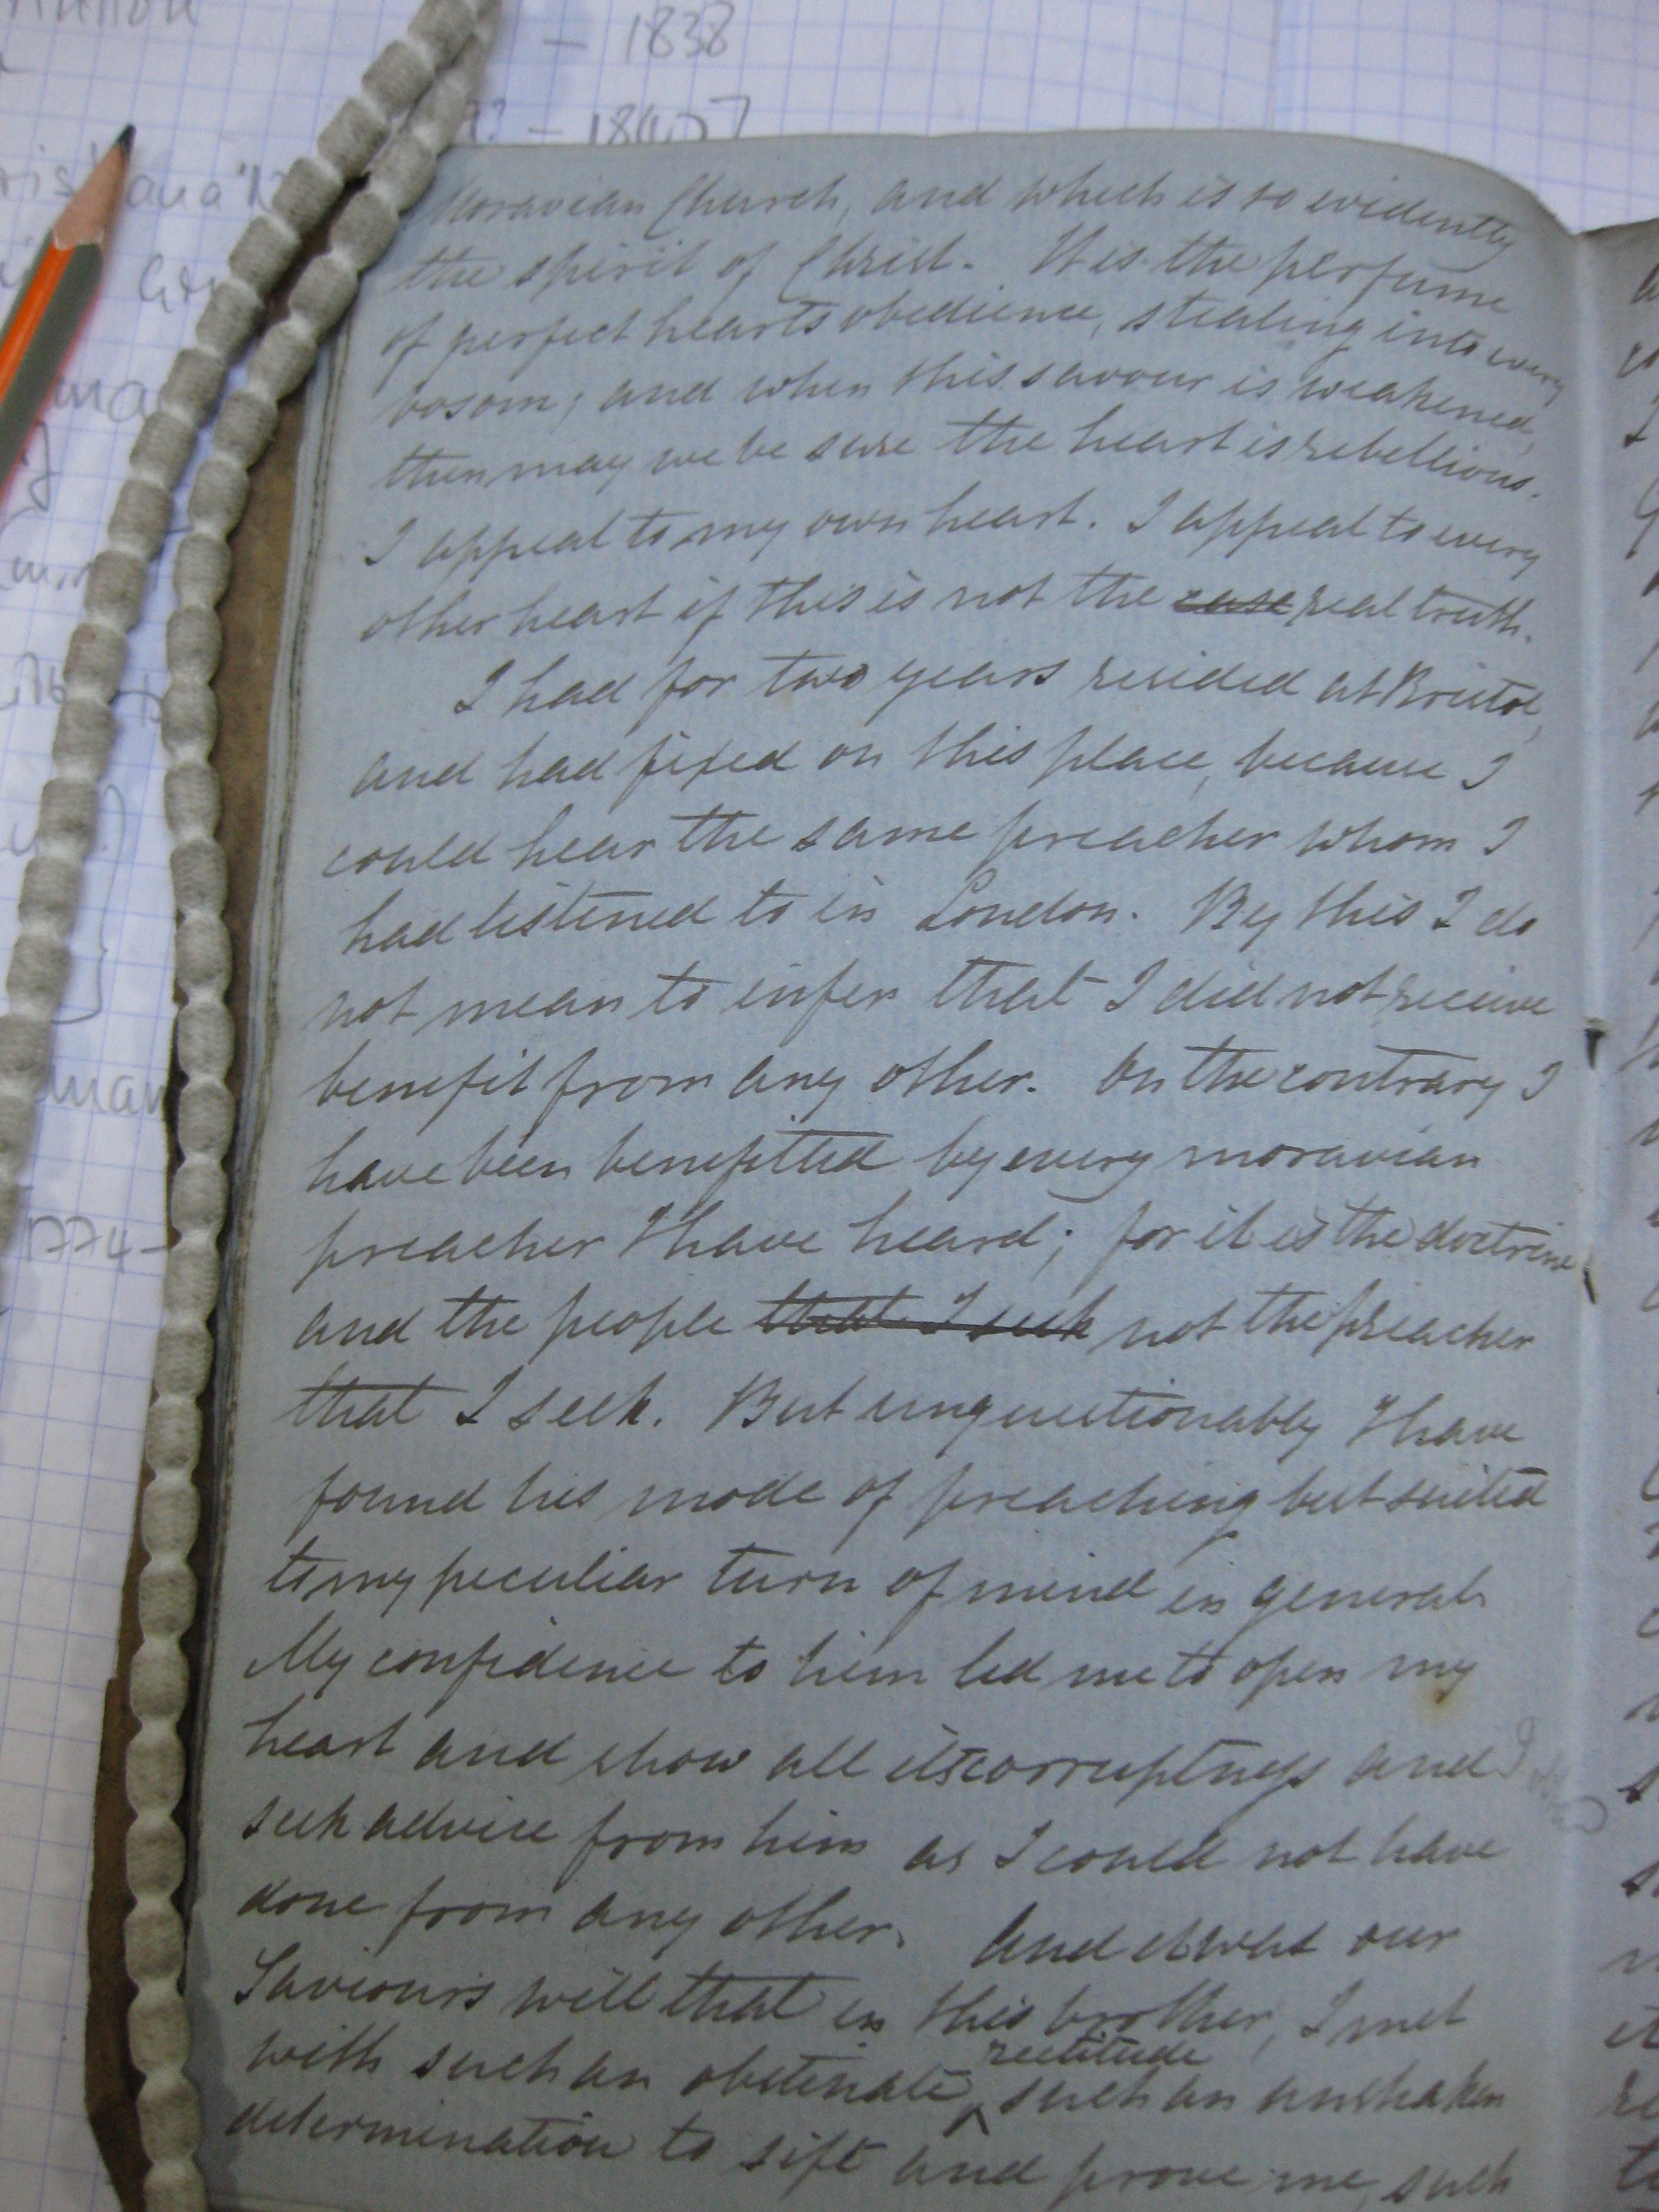 – 1838
Moravian Church, and which is so evidently
the spirit of Christ. It is the perfume
of perfect hearts obedience, stealing into every
bosom; and when this savour is weakened,
then may we be sure the heart is rebellious.
I appeal to my own heart. I appeal to every
other heart if this is not the case real truth.
I had for two years resided at Bristol,
and had fixed on this place, because I
could hear the same preacher whom I
had listened to in London. By this I do
not mean to infer that I did not receive
benefit from any other. On the contrary I
have been benefitted by every moravian
preacher I have heard; for it is the doctrine
and the people that I seek not the preacher
that I seek. But unquestionably I have
found his mode of preaching best suited
to my peculiar turn of mind in general.
My confidence to him led me to open my
heart and show all its corruptings and I
seek advice from him as I could not have
done from any other. And it was our
Saviour's will that in this brother, I met
with such an obstinate rectitude, such an unshaken
determination to sift and prove me, such
1774-